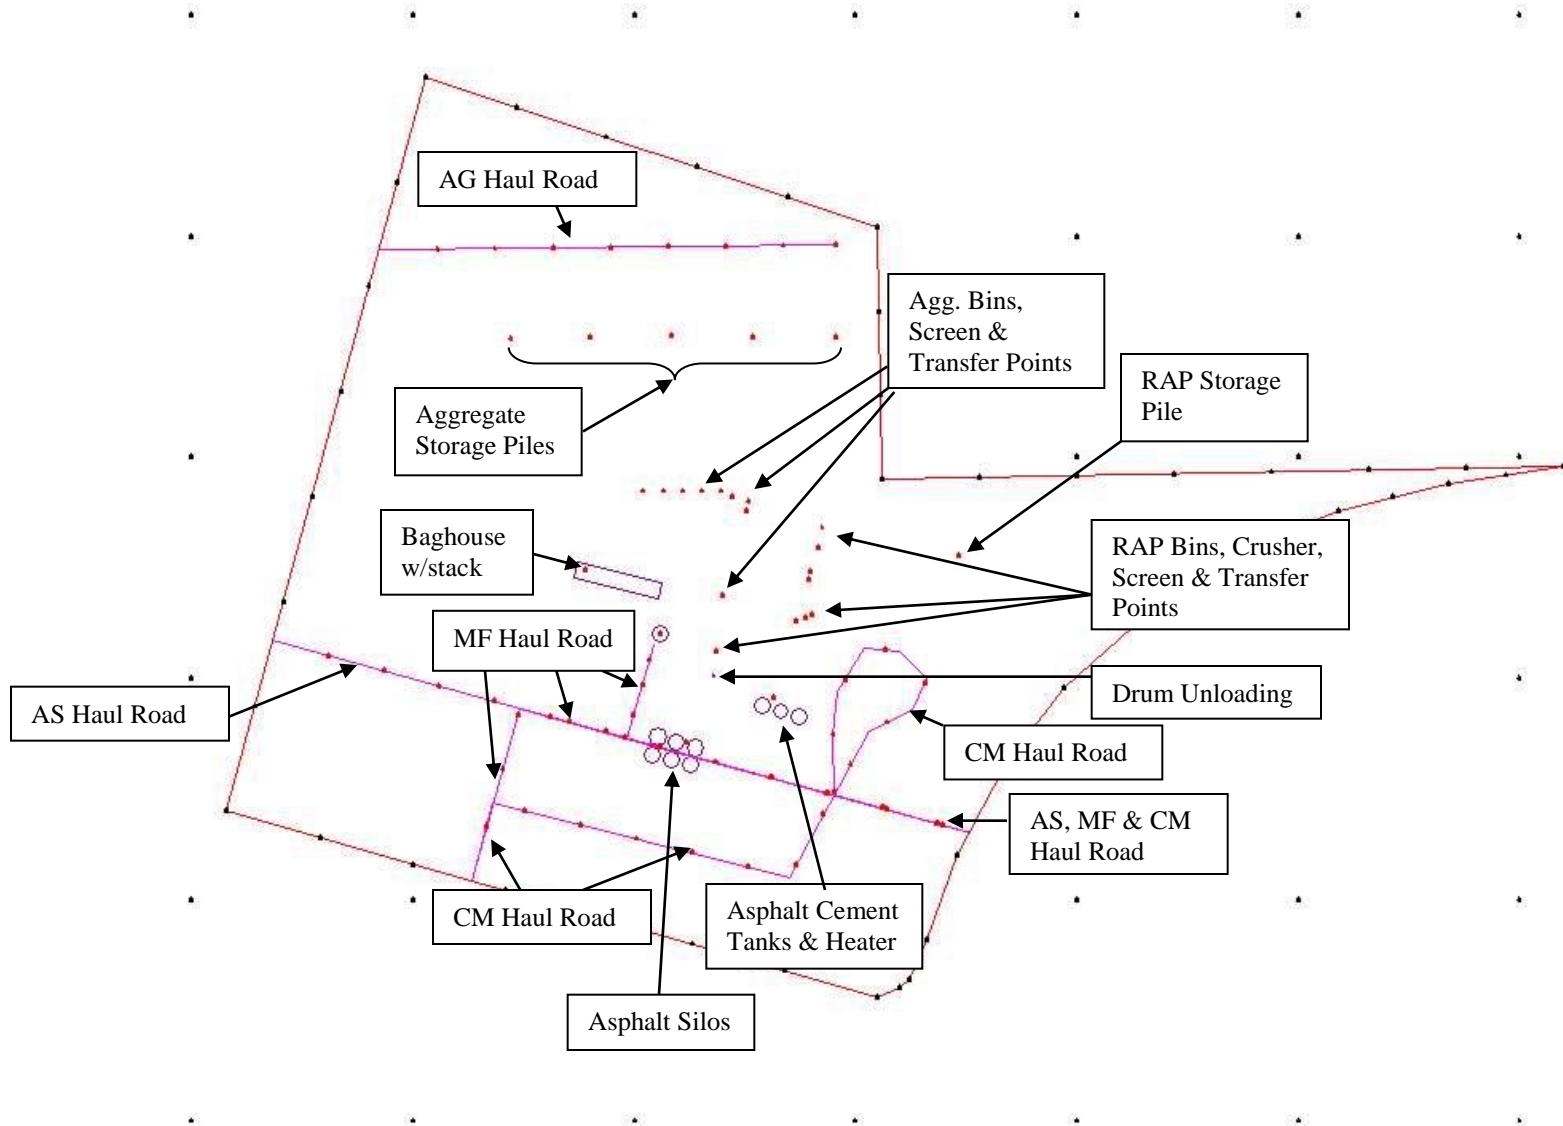 AG Haul Road
Agg. Bins,
Screen &
Transfer Points
RAP Storage
Pile
Aggregate
Storage Piles
Baghouse
w/stack
RAP Bins, Crusher,
Screen & Transfer
Points
MF Haul Road
Drum Unloading
AS Haul Road
CM Haul Road
AS, MF & CM
Haul Road
CM Haul Road
Asphalt Cement
Tanks & Heater
Asphalt Silos